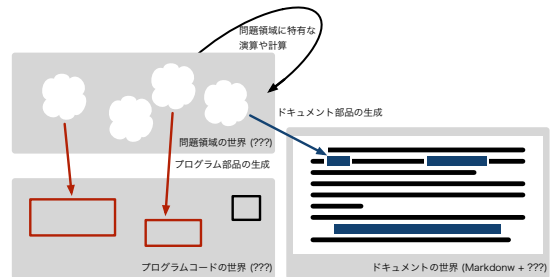 問題領域に特有な
演算や計算
ドキュメント部品の生成
問題領域の世界 (???)
プログラム部品の生成
プログラムコードの世界 (???)
ドキュメントの世界 (Markdonw + ???)